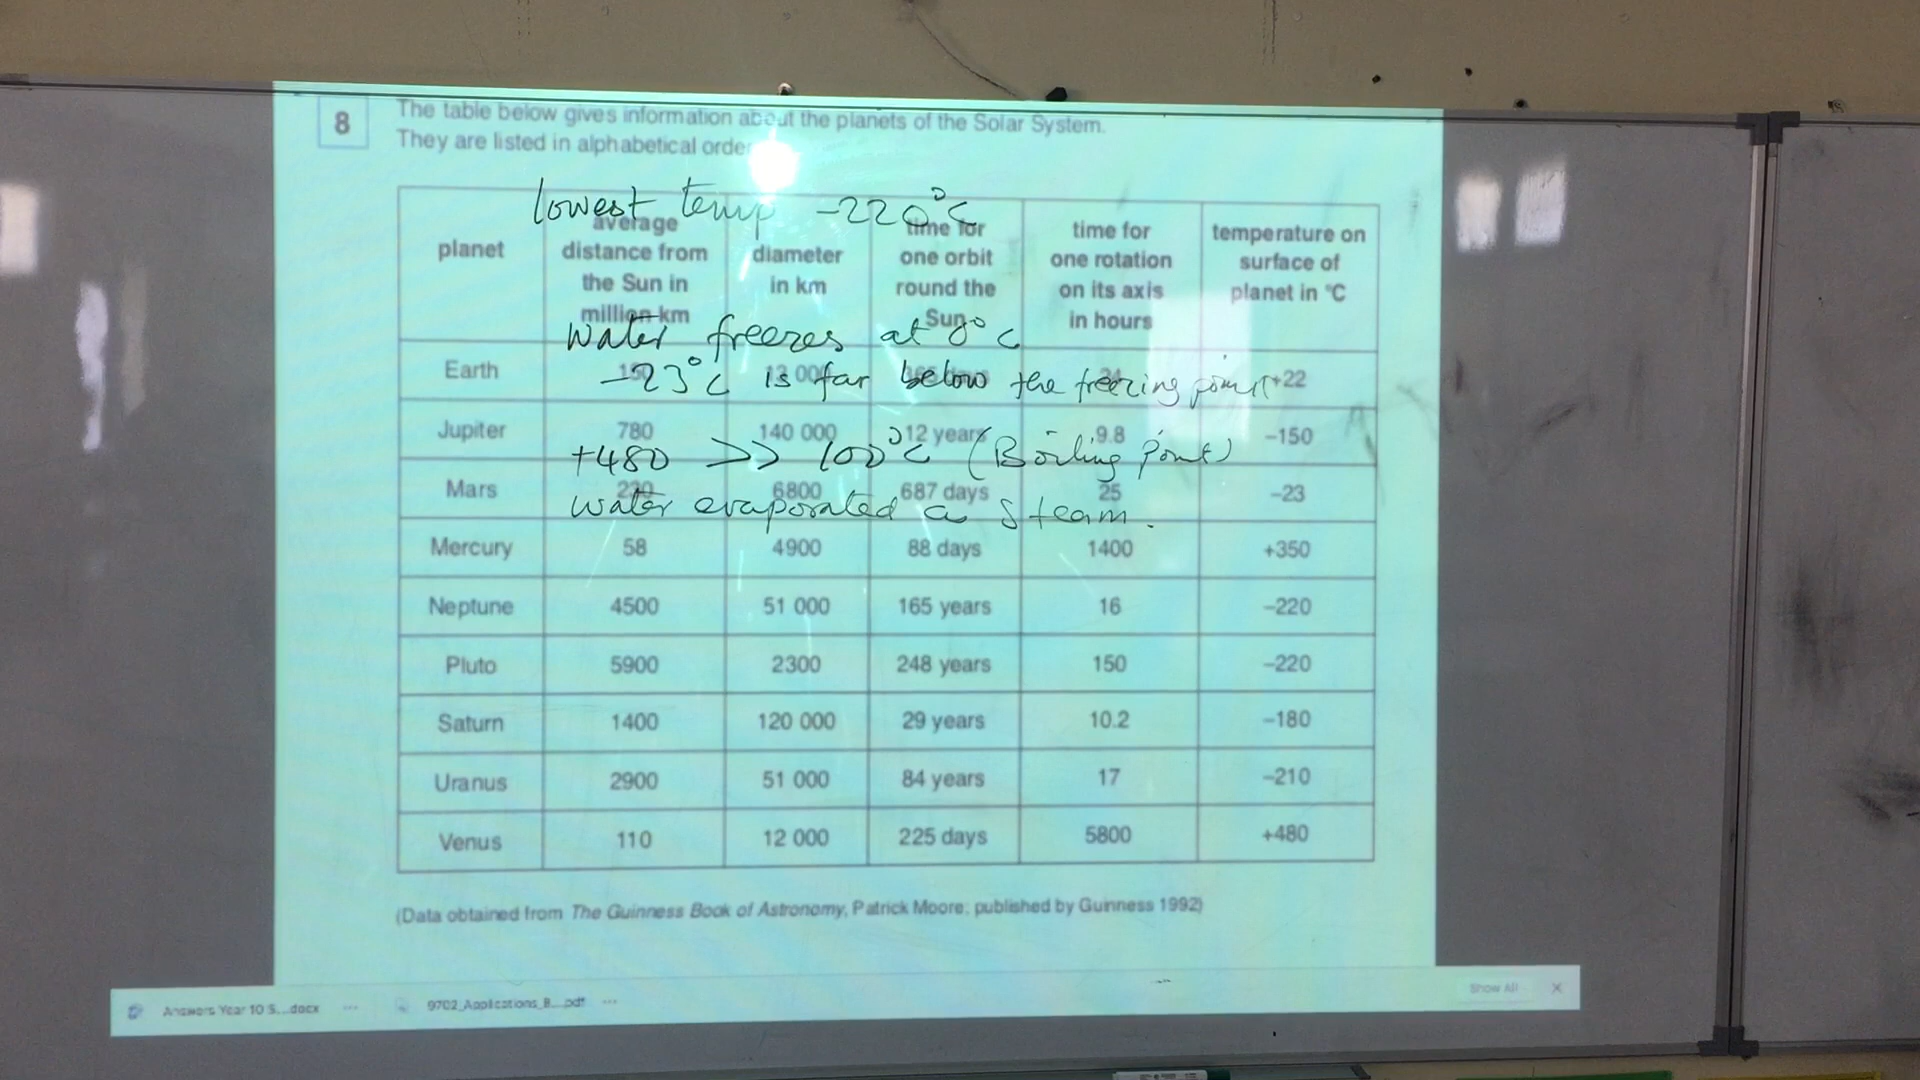 8
The table below gives information about the planets of the Solar System.
They are listed in alphabetical order
lowest temp -220°C
planet
average
distance from
the Sun in
million km
diameter
in km
time for
one orbit
round the
Sun
time for
one rotation
on its axis
in hours
temperature on
surface of
planet in °C
Water freezes at 0°C
Earth +22
-23°C is far below the freezing point
Jupiter 780 140 000 12 years 9.8 -150
+480 >> 100°C (Boiling Point)
Mars 230 6800 687 days 25 -23
water evaporated a steam.
Mercury 58 4900 88 days 1400 +350
Neptune 4500 51 000 165 years 16 -220
Pluto 5900 2300 248 years 150 -220
Saturn 1400 120 000 29 years 10.2 -180
Uranus 2900 51 000 84 years 17 -210
Venus 110 12 000 225 days 5800 +480
(Data obtained from The Guinness Book of Astronomy, Patrick Moore; published by Guinness 1992)
Answers Year 10 S....docx ... 9702_Applications_B....pdf ... Show All X